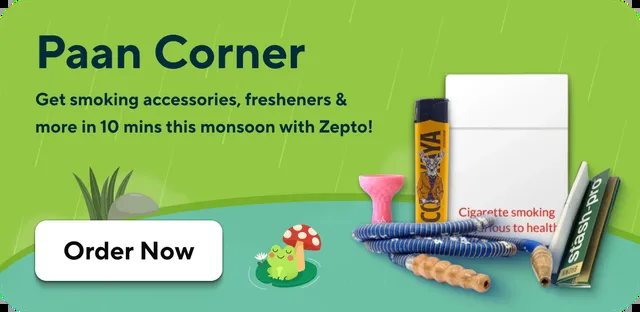 Paan Corner
Get smoking accessories, fresheners &
more in 10 mins this monsoon with Zepto!
Order Now
Cigarette smoking
to health
stash-pro